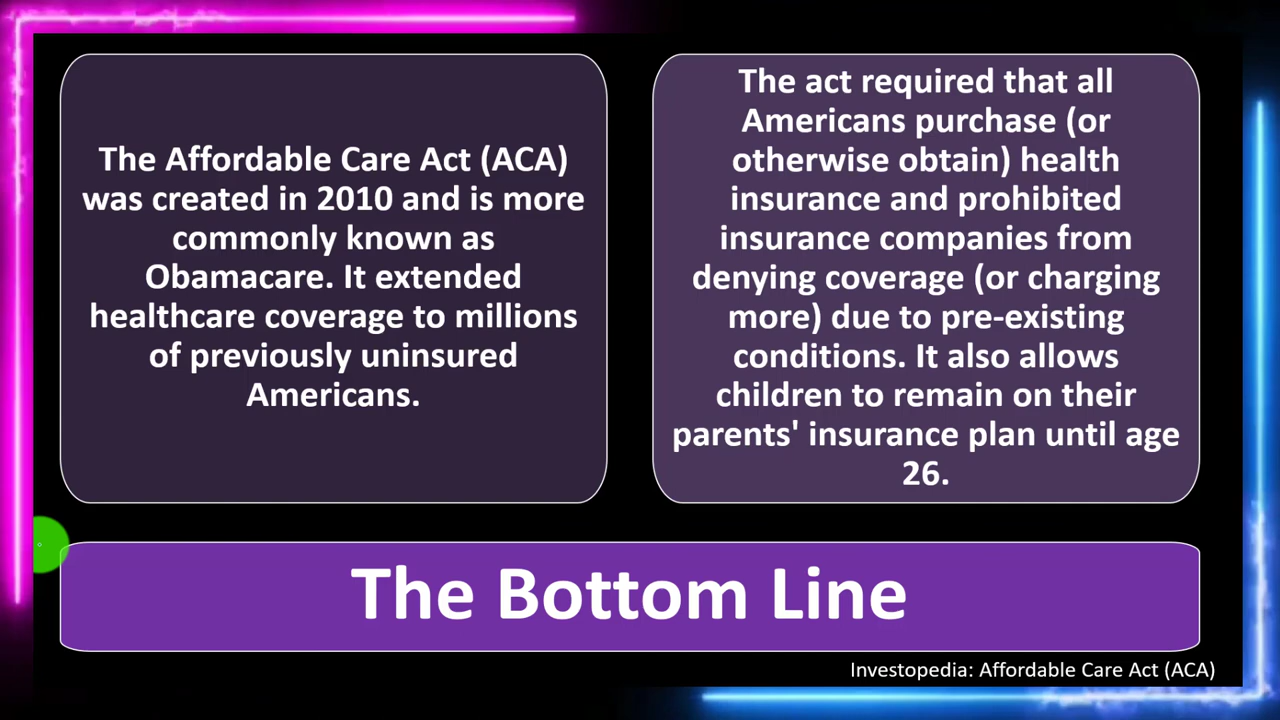 The Affordable Care Act (ACA)
was created in 2010 and is more
commonly known as
Obamacare. It extended
healthcare coverage to millions
of previously uninsured
Americans.
The act required that all
Americans purchase (or
otherwise obtain) health
insurance and prohibited
insurance companies from
denying coverage (or charging
more) due to pre-existing
conditions. It also allows
children to remain on their
parents' insurance plan until age
26.
The Bottom Line
Investopedia: Affordable Care Act (ACA)